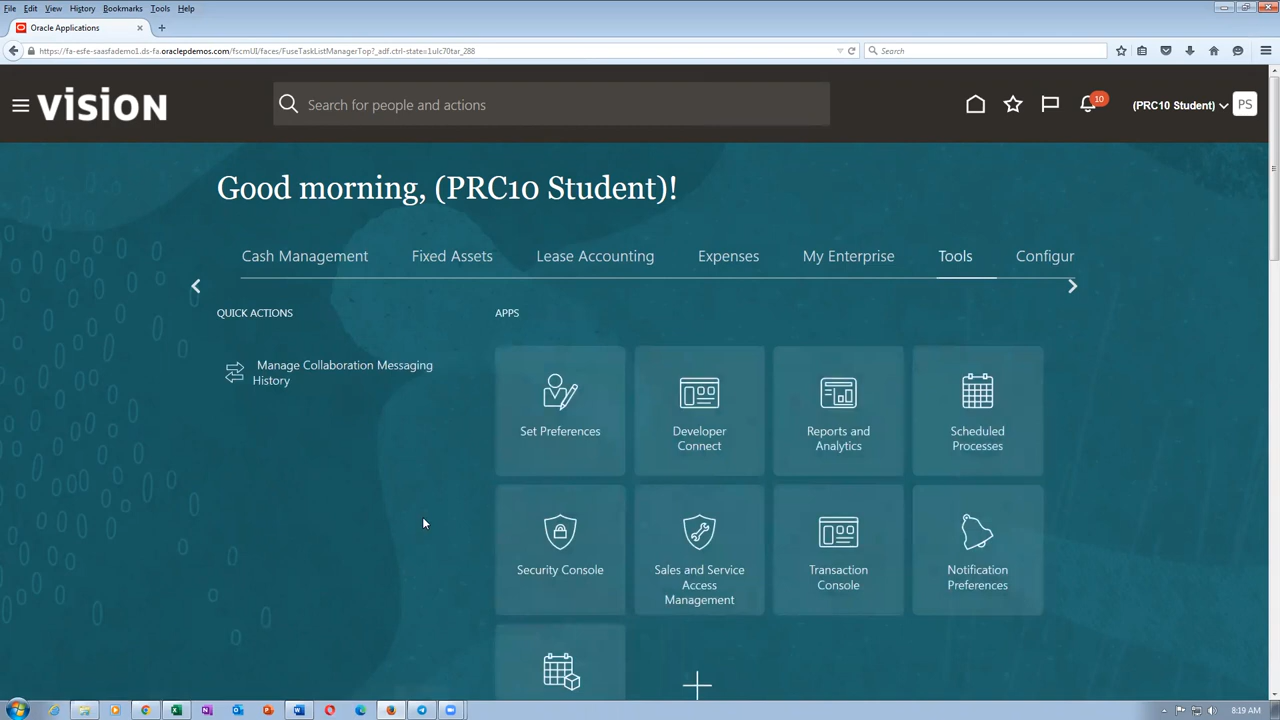 File Edit View History Bookmarks Tools Help
Oracle Applications
https://fa-esfe-saasfademo1.ds-fa.oraclepdemos.com/fscmUI/faces/FuseTaskListManagerTop?_adf.ctrl-state=1ulc70tar_288
Search
vision
Search for people and actions
10
(PRC10 Student)
PS
Good morning, (PRC10 Student)!
Cash Management
Fixed Assets
Lease Accounting
Expenses
My Enterprise
Tools
Configur
QUICK ACTIONS
APPS
Manage Collaboration Messaging
History
Set Preferences
Developer
Connect
Reports and
Analytics
Scheduled
Processes
Security Console
Sales and Service
Access
Management
Transaction
Console
Notification
Preferences
8:19 AM